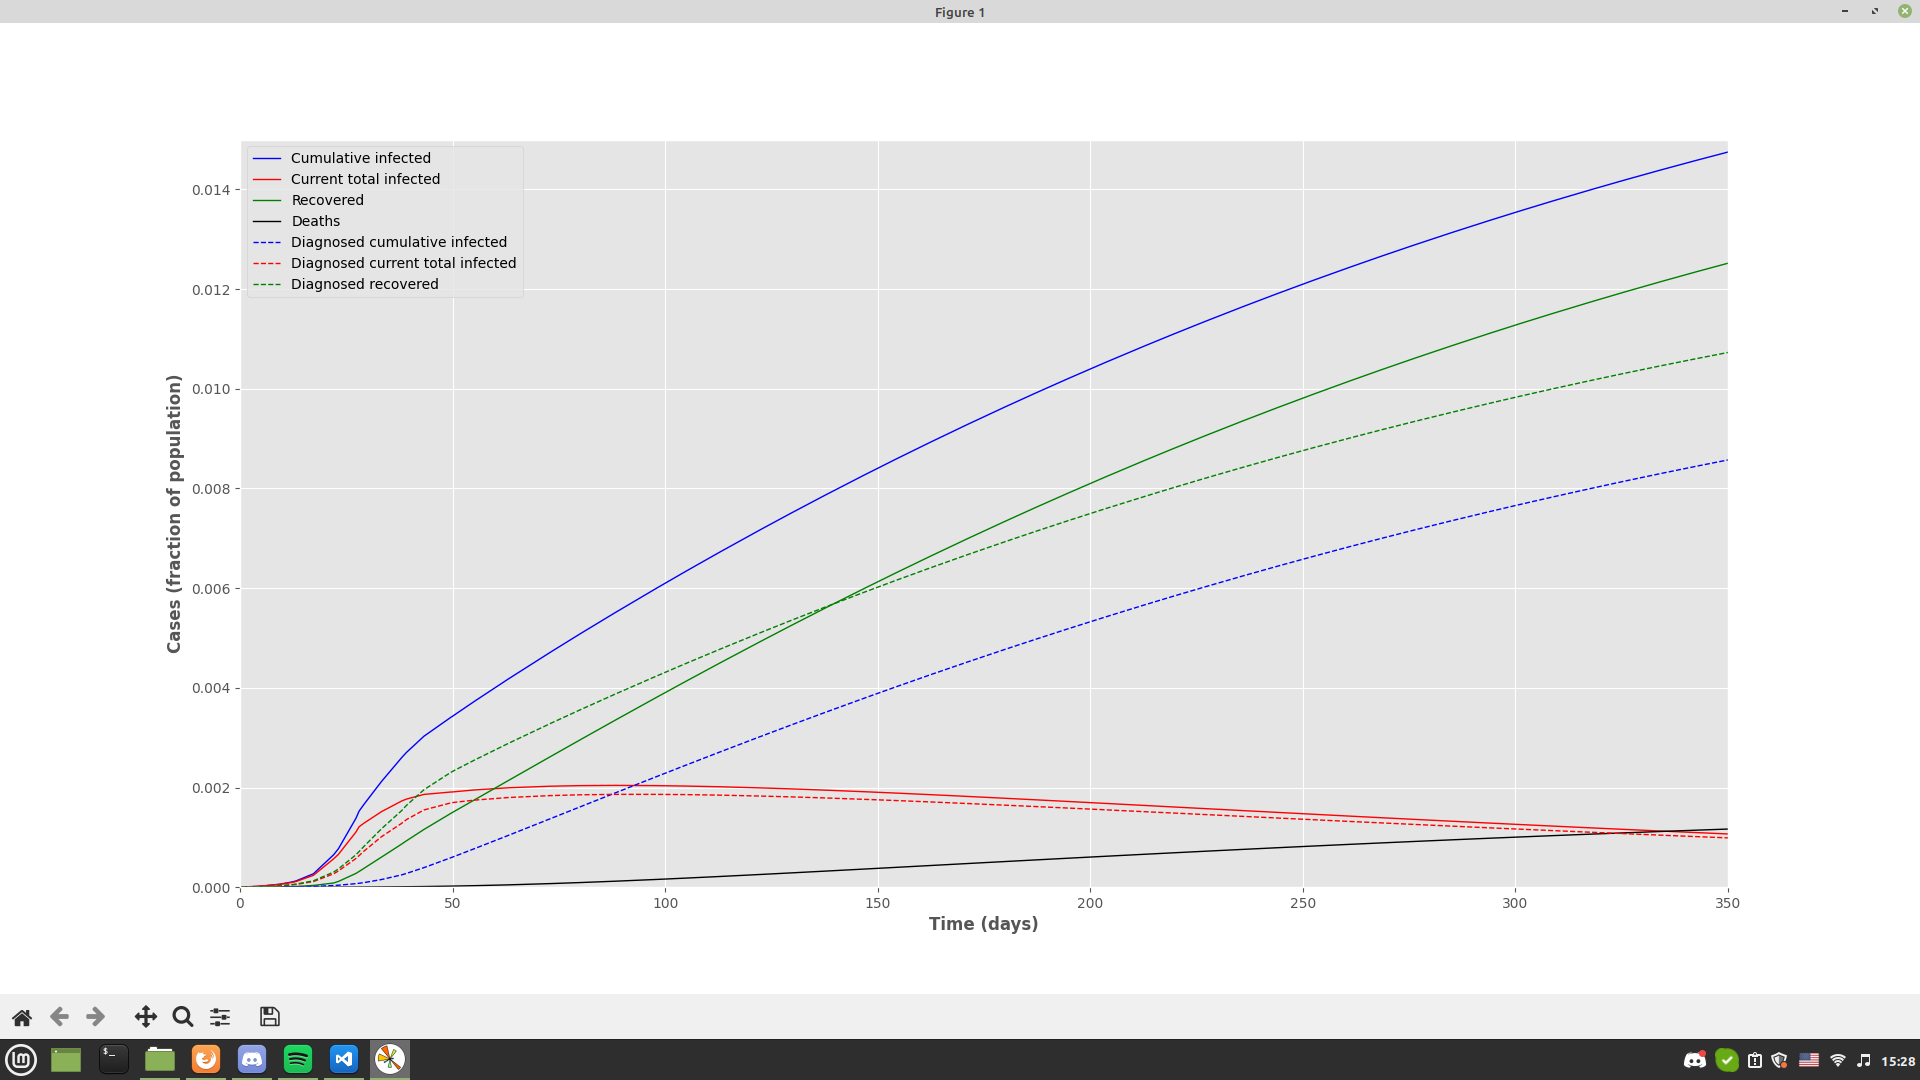 Figure 1
Cumulative infected
Current total infected
Recovered
Deaths
Diagnosed cumulative infected
Diagnosed current total infected
Diagnosed recovered
Cases (fraction of population)
0.014
0.012
0.010
0.008
0.006
0.004
0.002
0.000
0 50 100 150 200 250 300 350
Time (days)
15:28